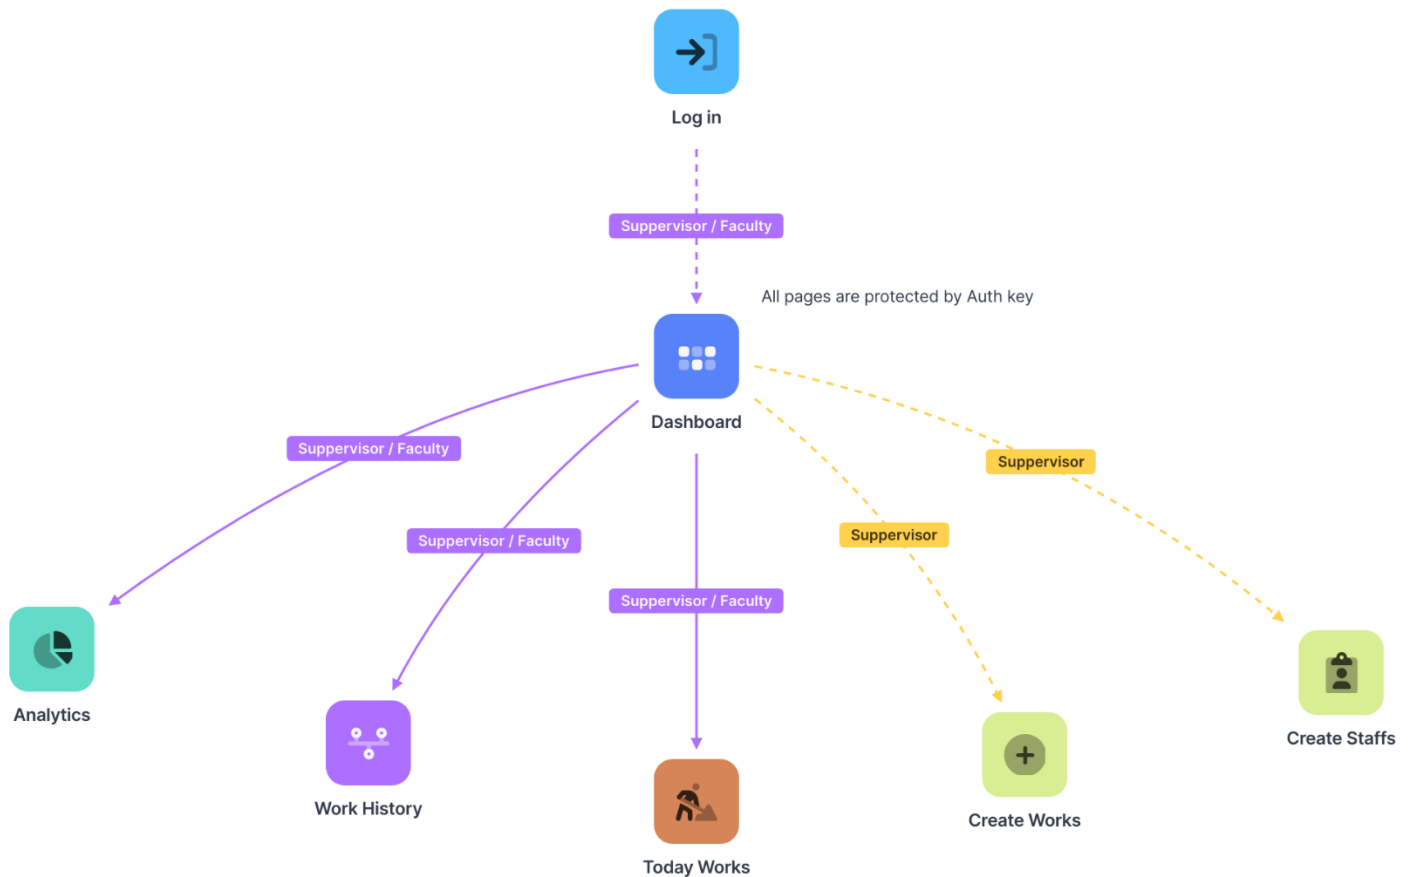 Log in
Suppervisor / Faculty
All pages are protected by Auth key
Dashboard
Suppervisor / Faculty
Suppervisor
Suppervisor / Faculty
Suppervisor
Suppervisor / Faculty
Analytics
Create Staffs
Work History
Create Works
Today Works